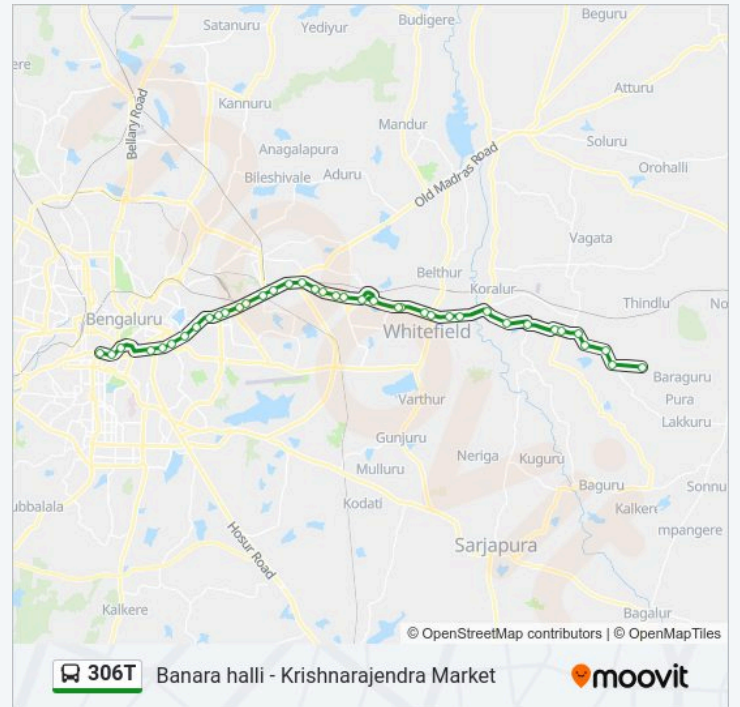 Satanuru
Yediyur
Budigere
Beguru
ere
Atturu
Kannuru
Bellary Road
Mandur
Soluru
Anagalapura
Orohalli
Bileshivale
Aduru
Old Madras Road
Vagata
Belthur
Koralur
Thindlu
No
Bengaluru
Whitefield
Baraguru
Pura
Varthur
Lakkuru
Gunjuru
Neriga
Kuguru
Mulluru
Baguru
Sonnu
Kodati
ubbalala
Kalkere
mpangere
Hosur Road
Sarjapura
Kalkere
Bagalur
© OpenStreetMap contributors | © OpenMapTiles
306T
Banara halli - Krishnarajendra Market
moovit